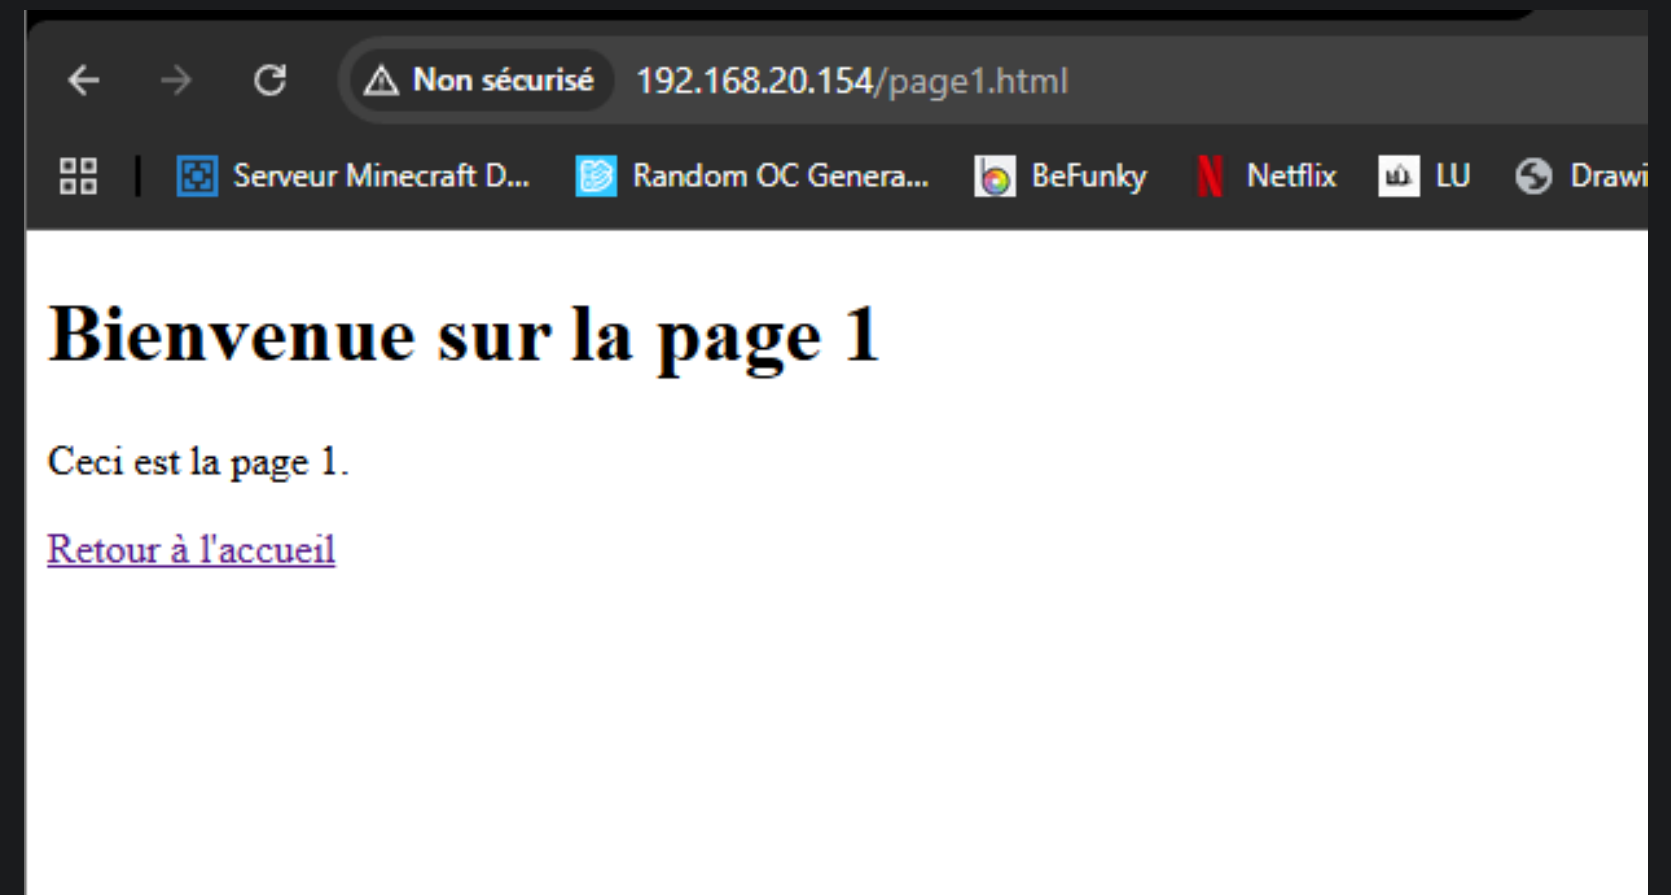 Non sécurisé 192.168.20.154/page1.html
Serveur Minecraft D... Random OC Genera... BeFunky Netflix LU Drawi
Bienvenue sur la page 1
Ceci est la page 1.
Retour à l'accueil